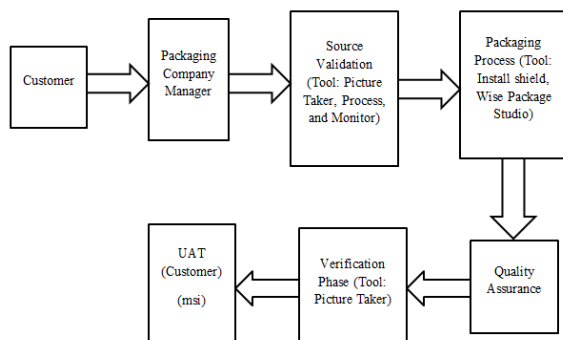 Customer
Packaging
Company
Manager
Source
Validation
(Tool: Picture
Taker, Process,
and Monitor)
Packaging
Process (Tool:
Install shield,
Wise Package
Studio)
UAT
(Customer)
(msi)
Verification
Phase (Tool:
Picture Taker)
Quality
Assurance